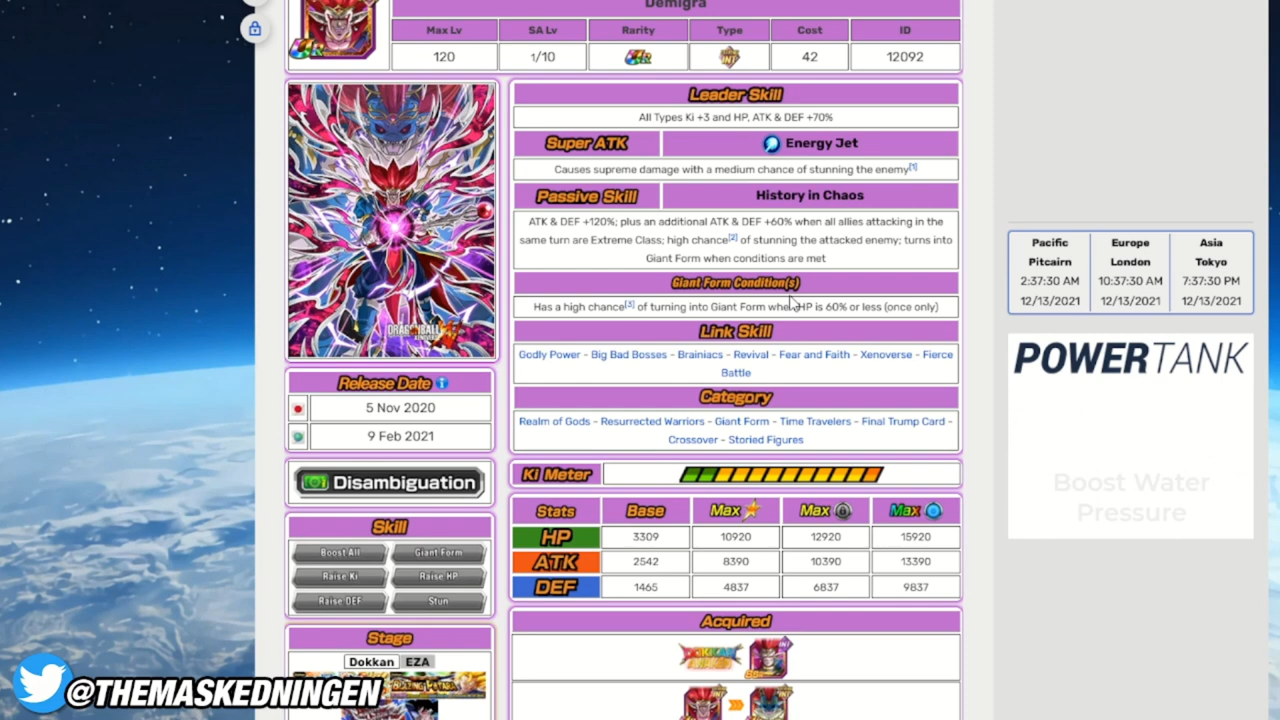 Demigra
Max Lv SA Lv Rarity Type Cost ID
120 1/10 UR INT 42 12092
Leader Skill
All Types Ki +3 and HP, ATK & DEF +70%
Super ATK Energy Jet
Causes supreme damage with a medium chance of stunning the enemy[1]
Passive Skill History in Chaos
ATK & DEF +120%; plus an additional ATK & DEF +60% when all allies attacking in the
same turn are Extreme Class; high chance[2] of stunning the attacked enemy; turns into
Giant Form when conditions are met
Giant Form Condition(s)
Has a high chance[3] of turning into Giant Form when HP is 60% or less (once only)
Link Skill
Godly Power - Big Bad Bosses - Brainiacs - Revival - Fear and Faith - Xenoverse - Fierce
Battle
Category
Realm of Gods - Resurrected Warriors - Giant Form - Time Travelers - Final Trump Card -
Crossover - Storied Figures
Ki Meter
Stats Base Max Max Max
HP 3309 10920 12920 15920
ATK 2542 8390 10390 13390
DEF 1465 4837 6837 9837
Acquired
DRAGONBALL
XENOVERSE
Release Date
5 Nov 2020
9 Feb 2021
Disambiguation
Skill
Boost All Giant Form
Raise Ki Raise HP
Raise DEF Stun
Stage
Dokkan EZA
Pacific Europe Asia
Pitcairn London Tokyo
2:37:30 AM 10:37:30 AM 7:37:30 PM
12/13/2021 12/13/2021 12/13/2021
POWERTANK
Boost Water
Pressure
@THEMASKEDNINGEN